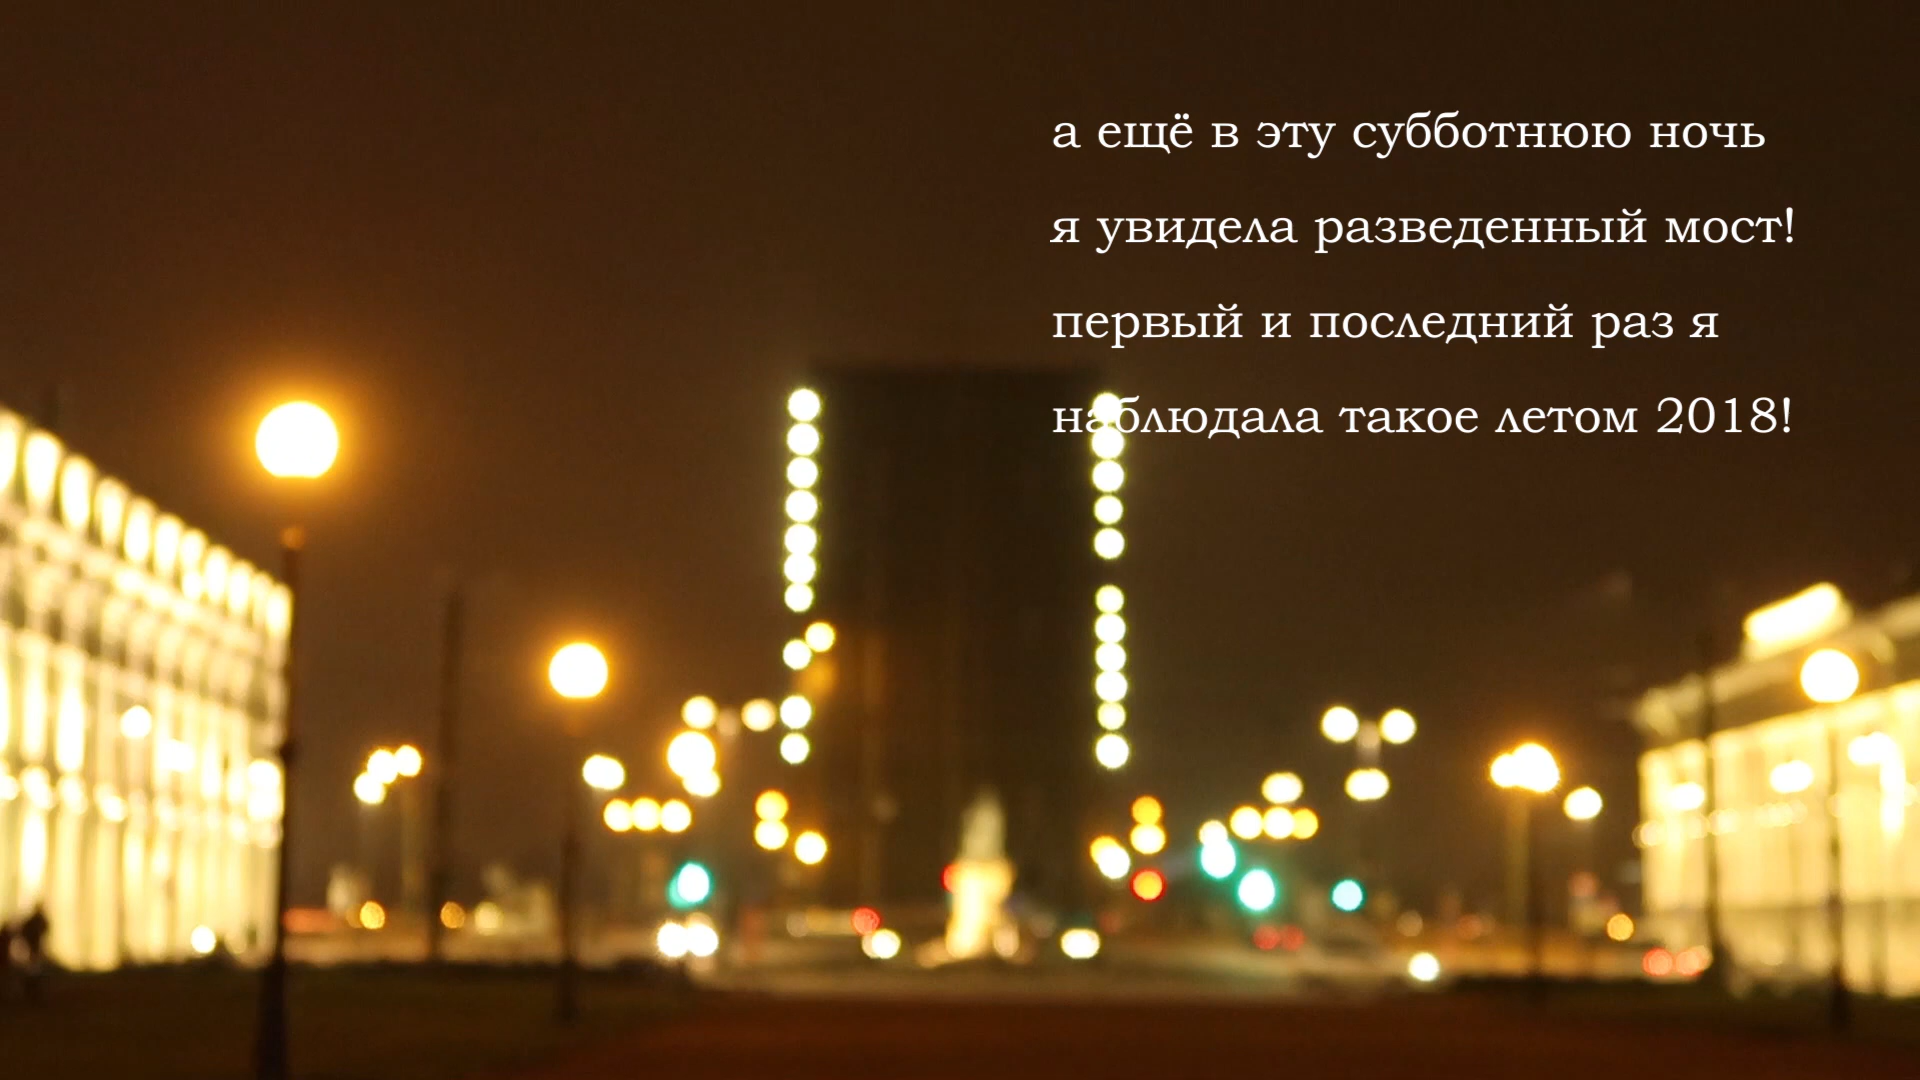 а ещё в эту субботнюю ночь
я увидела разведенный мост!
первый и последний раз я
наблюдала такое летом 2018!